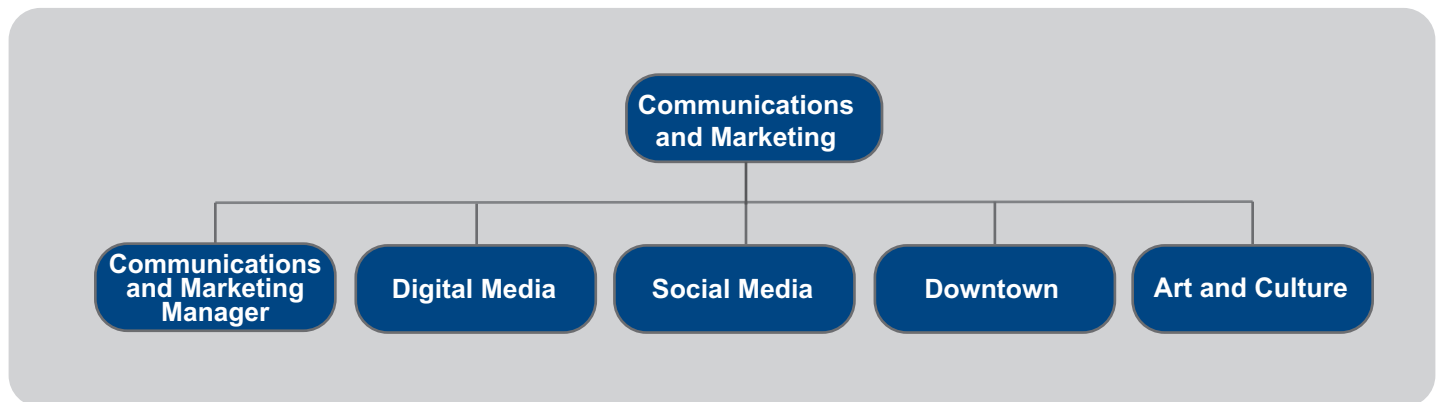 Communications
and Marketing
Communications
and Marketing
Manager
Digital Media
Social Media
Downtown
Art and Culture